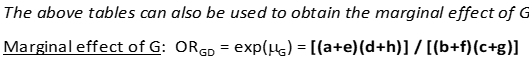 The above tables can also be used to obtain the marginal effect of G
Marginal effect of G: OR_GD = exp(μ_G) = [(a+e)(d+h)] / [(b+f)(c+g)]